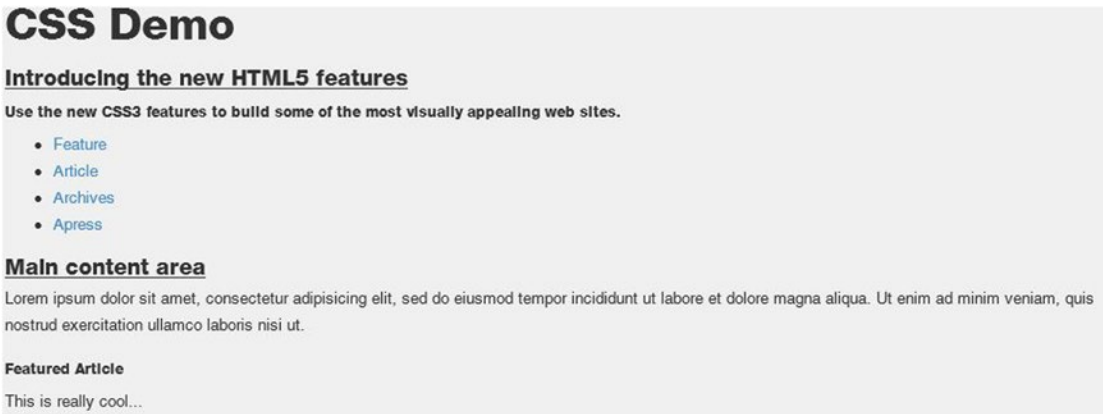 CSS Demo
Introducing the new HTML5 features
Use the new CSS3 features to build some of the most visually appealing web sites.
• Feature
• Article
• Archives
• Apress
Main content area
Lorem ipsum dolor sit amet, consectetur adipisicing elit, sed do eiusmod tempor incididunt ut labore et dolore magna aliqua. Ut enim ad minim veniam, quis
nostrud exercitation ullamco laboris nisi ut.
Featured Article
This is really cool...